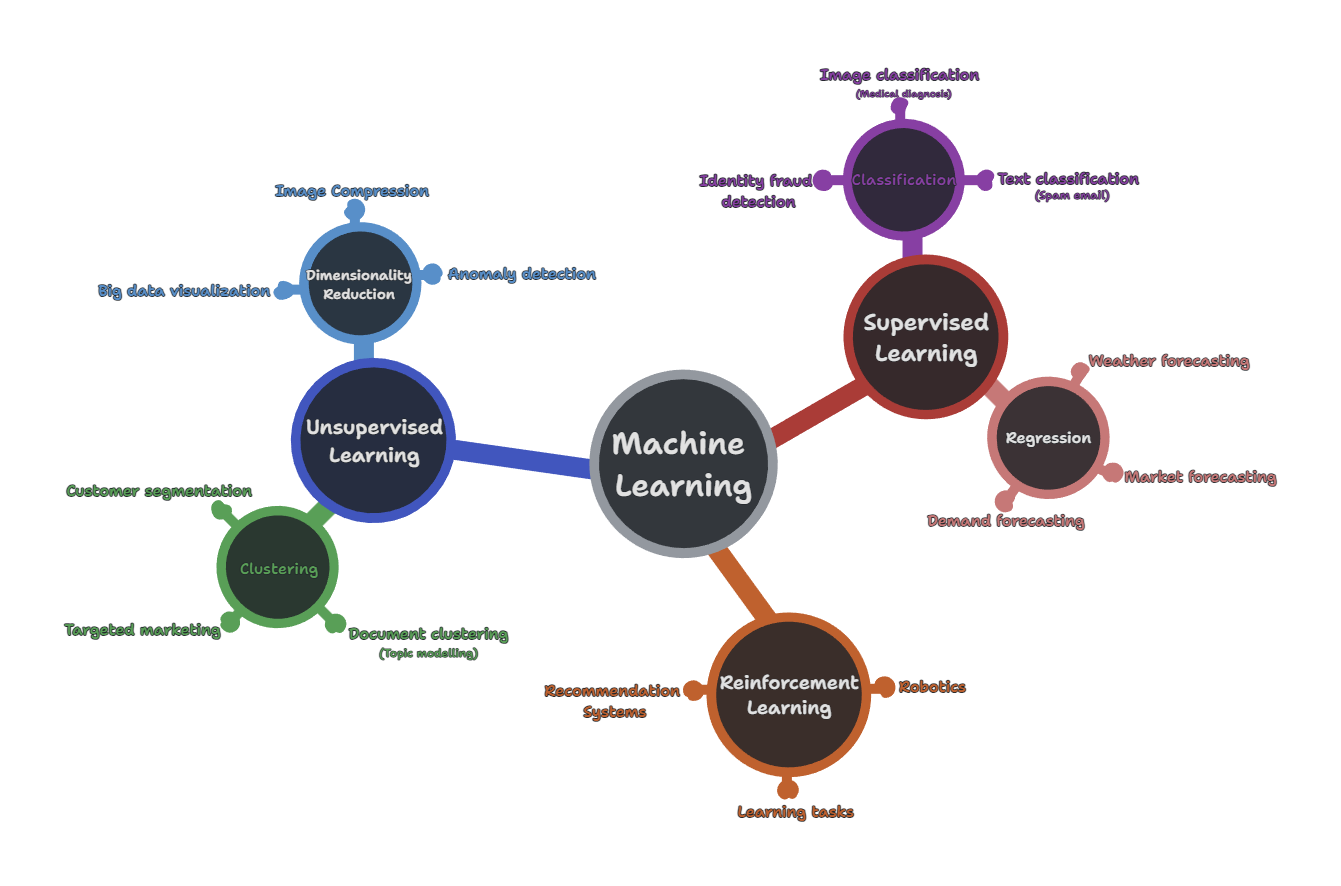 Machine
Learning
Supervised
Learning
Classification
Image classification
(Medical diagnosis)
Identity fraud
detection
Text classification
(Spam email)
Regression
Weather forecasting
Market forecasting
Demand forecasting
Unsupervised
Learning
Dimensionality
Reduction
Image Compression
Big data visualization
Anomaly detection
Clustering
Customer segmentation
Targeted marketing
Document clustering
(Topic modelling)
Reinforcement
Learning
Recommendation
Systems
Robotics
Learning tasks